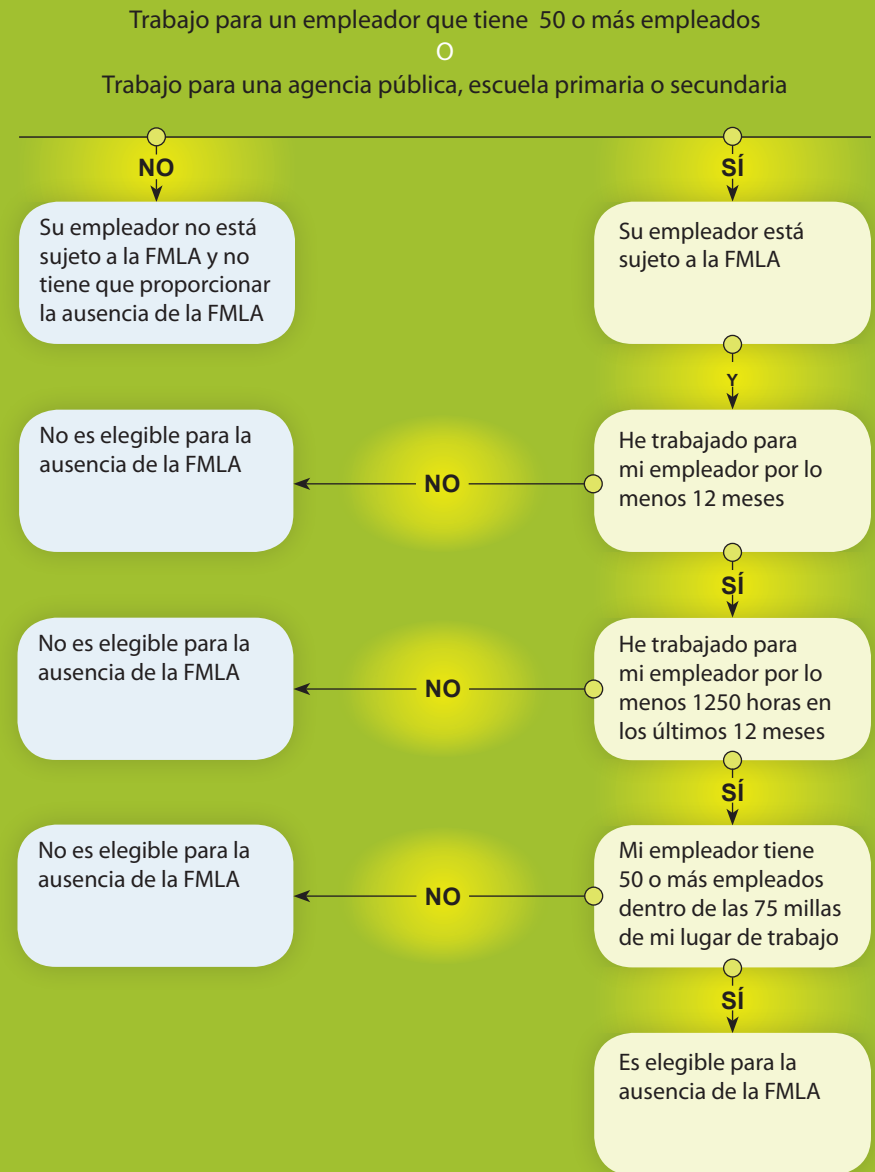 Trabajo para un empleador que tiene 50 o más empleados
O
Trabajo para una agencia pública, escuela primaria o secundaria
NO
SÍ
Su empleador no está
sujeto a la FMLA y no
tiene que proporcionar
la ausencia de la FMLA
Su empleador está
sujeto a la FMLA
Y
He trabajado para
mi empleador por lo
menos 12 meses
NO
No es elegible para la
ausencia de la FMLA
SÍ
He trabajado para
mi empleador por lo
menos 1250 horas en
los últimos 12 meses
NO
No es elegible para la
ausencia de la FMLA
SÍ
Mi empleador tiene
50 o más empleados
dentro de las 75 millas
de mi lugar de trabajo
NO
No es elegible para la
ausencia de la FMLA
SÍ
Es elegible para la
ausencia de la FMLA